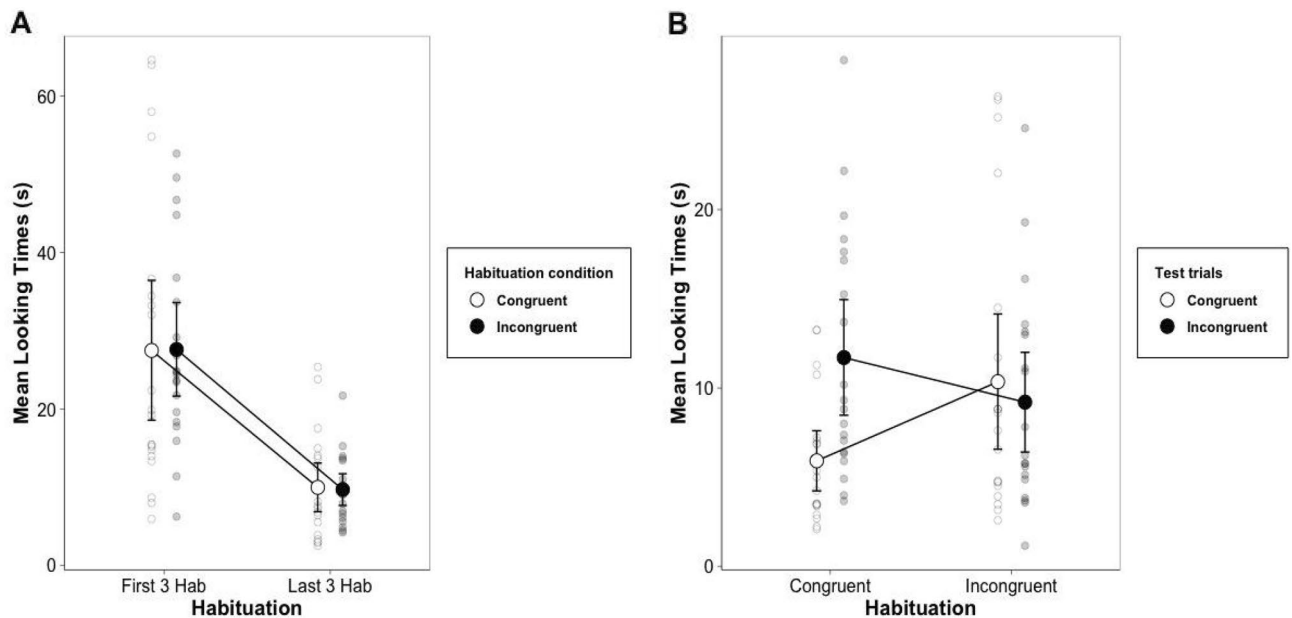 A
60
40
20
0
Mean Looking Times (s)
First 3 Hab
Last 3 Hab
Habituation
Habituation condition
Congruent
Incongruent
B
20
10
0
Mean Looking Times (s)
Congruent
Incongruent
Habituation
Test trials
Congruent
Incongruent